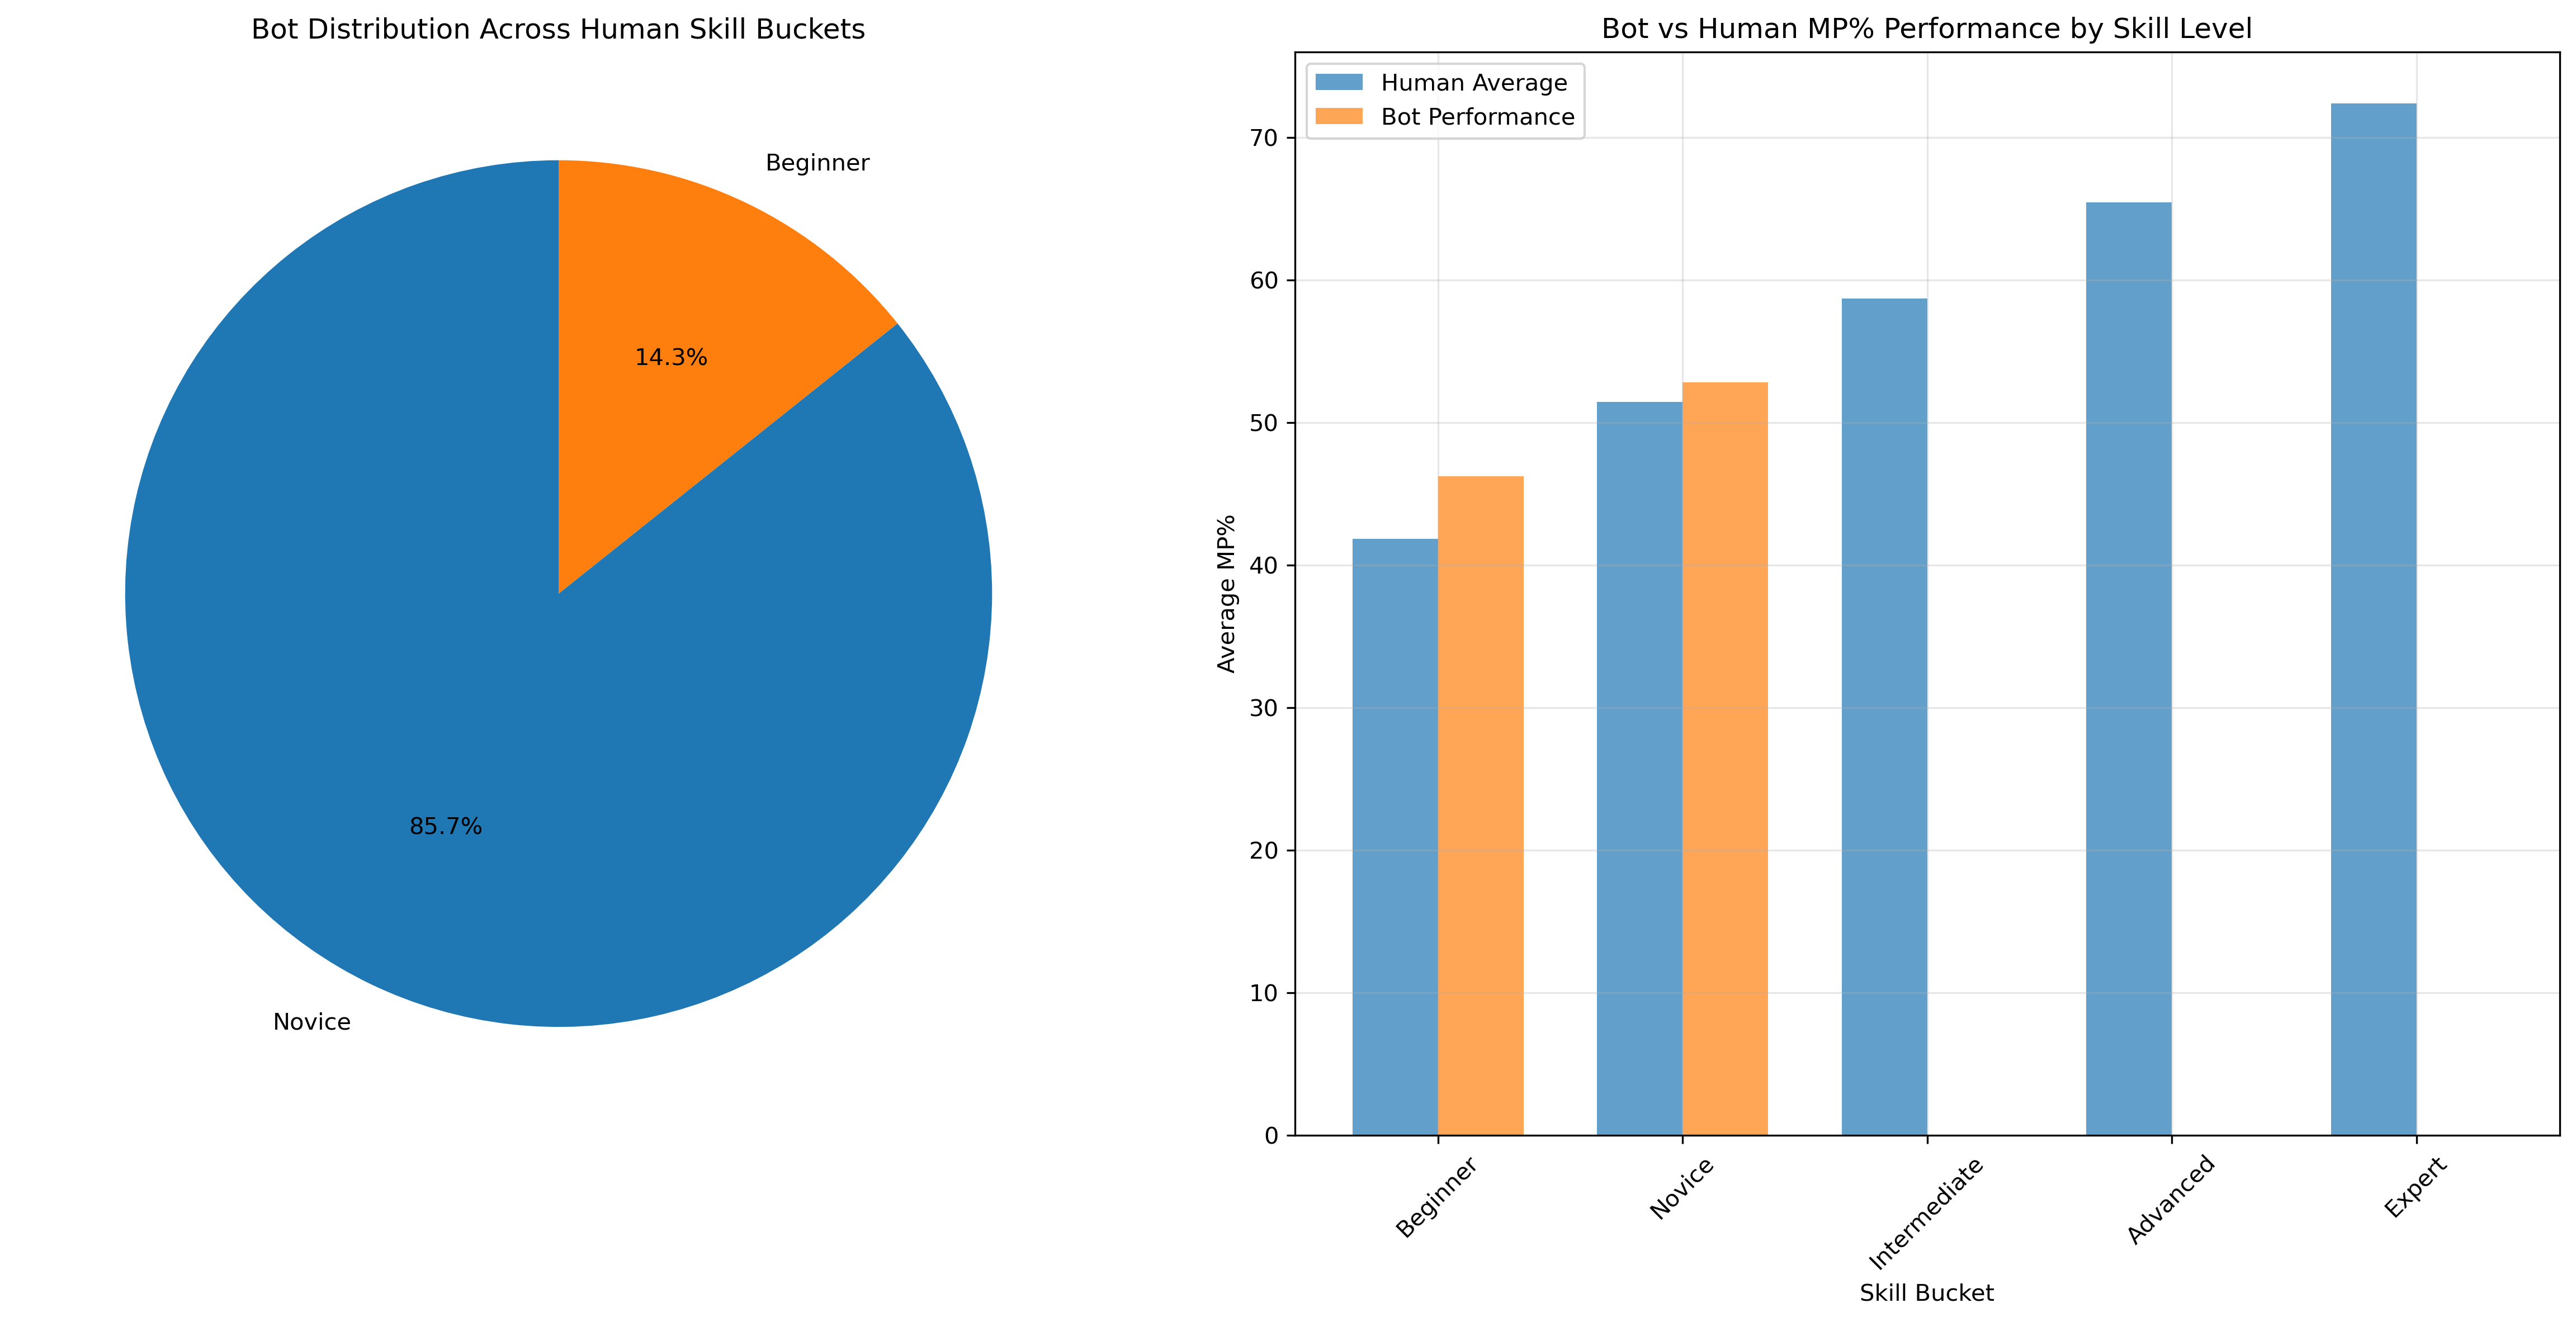 Bot Distribution Across Human Skill Buckets
Beginner
14.3%
85.7%
Novice
Bot vs Human MP% Performance by Skill Level
Human Average
Bot Performance
Average MP%
70
60
50
40
30
20
10
0
Beginner
Novice
Intermediate
Advanced
Expert
Skill Bucket